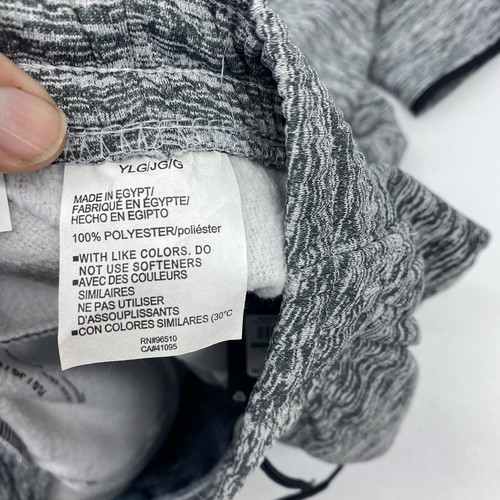 YLG/JG/G
MADE IN EGYPT/
FABRIQUÉ EN ÉGYPTE/
HECHO EN EGIPTO
100% POLYESTER/poliéster
■WITH LIKE COLORS. DO
NOT USE SOFTENERS
■AVEC DES COULEURS
SIMILAIRES
NE PAS UTILISER
D'ASSOUPLISSANTS
■CON COLORES SIMILARES (30°C
RN#96510
CA#41095